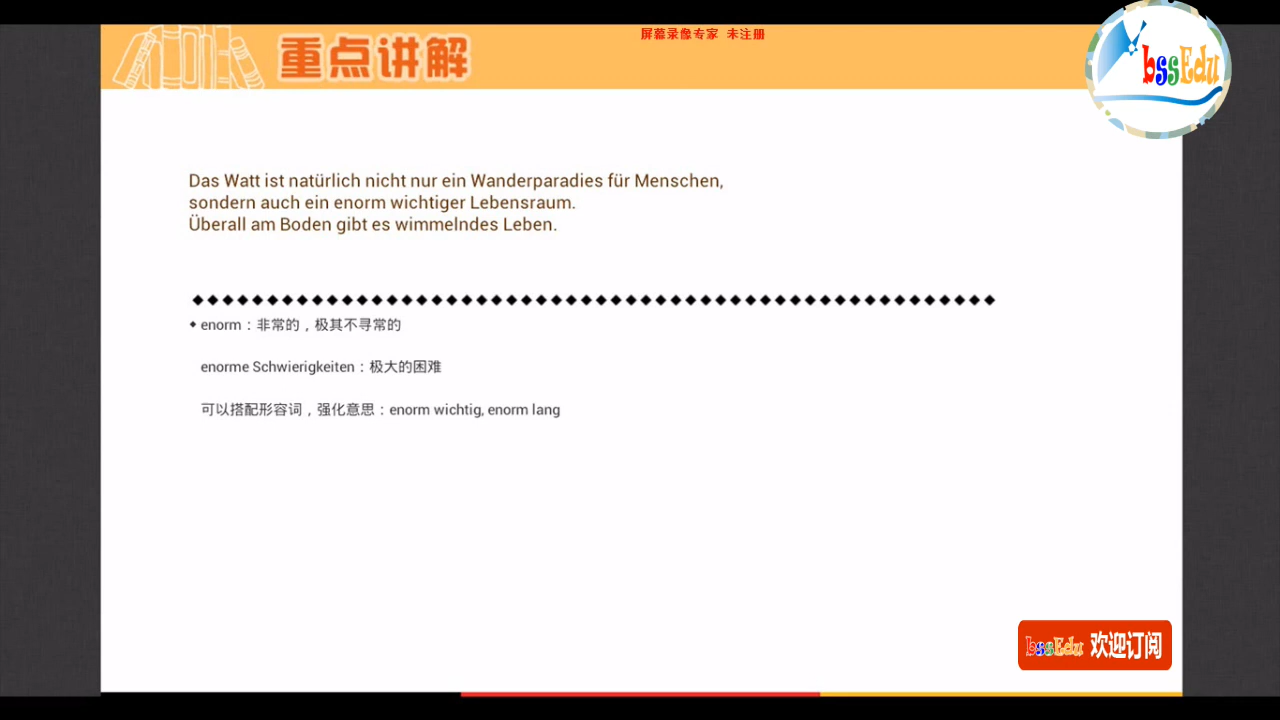 屏幕录像专家 未注册
重点讲解
bssEdu
Das Watt ist natürlich nicht nur ein Wanderparadies für Menschen,
sondern auch ein enorm wichtiger Lebensraum.
Überall am Boden gibt es wimmelndes Leben.
enorm：非常的，极其不寻常的
enorme Schwierigkeiten：极大的困难
可以搭配形容词，强化意思：enorm wichtig, enorm lang
bssEdu 欢迎订阅